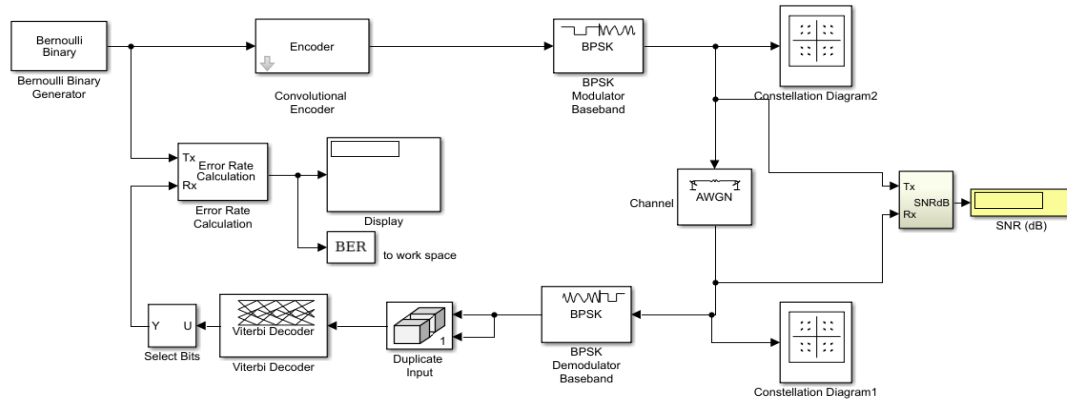 Bernoulli
Binary
Bernoulli Binary
Generator
Encoder
Convolutional
Encoder
BPSK
BPSK
Modulator
Baseband
Constellation Diagram2
Tx
Rx
Error Rate
Calculation
Error Rate
Calculation
Display
BER
to work space
Channel
AWGN
Tx
Rx
SNRdB
SNR (dB)
Y
U
Select Bits
Viterbi Decoder
Viterbi Decoder
1
Duplicate
Input
BPSK
BPSK
Demodulator
Baseband
Constellation Diagram1